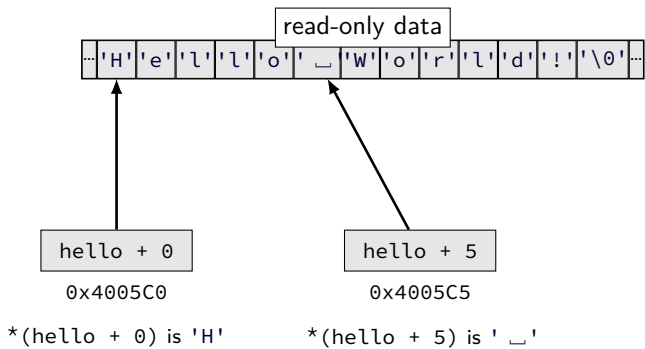 read-only data
... 'H' 'e' 'l' 'l' 'o' '␣' 'W' 'o' 'r' 'l' 'd' '!' '\0' ...
hello + 0 hello + 5
0x4005C0 0x4005C5
*(hello + 0) is 'H' *(hello + 5) is '␣'